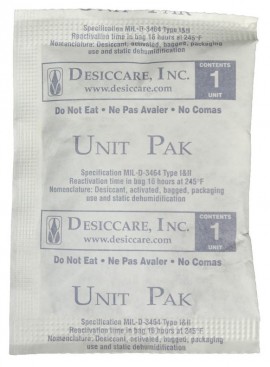 Specification MIL-D-3464 Type I&II
Reactivation time in bag 16 hours at 245°F
Nomenclature: Desiccant, activated, bagged, packaging
use and static dehumidification
DESICCARE, INC.
www.desiccare.com
CONTENTS
1
UNIT
Do Not Eat • Ne Pas Avaler • No Comas
UNIT PAK
Specification MIL-D-3464 Type I&II
Reactivation time in bag 16 hours at 245°F
Nomenclature: Desiccant, activated, bagged, packaging
use and static dehumidification
DESICCARE, INC.
www.desiccare.com
CONTENTS
1
UNIT
Do Not Eat • Ne Pas Avaler • No Comas
UNIT PAK
Specification MIL-D-3464 Type I&II
Reactivation time in bag 16 hours at 245°F
Nomenclature: Desiccant, activated, bagged, packaging
use and static dehumidification